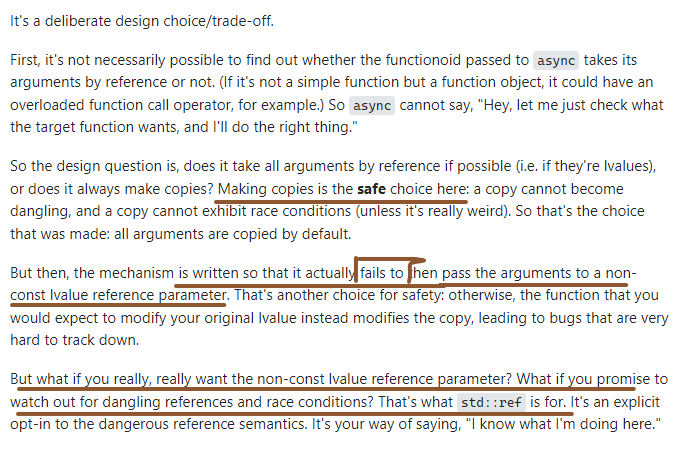 It's a deliberate design choice/trade-off.
First, it's not necessarily possible to find out whether the functionoid passed to async takes its
arguments by reference or not. (If it's not a simple function but a function object, it could have an
overloaded function call operator, for example.) So async cannot say, "Hey, let me just check what
the target function wants, and I'll do the right thing."
So the design question is, does it take all arguments by reference if possible (i.e. if they're lvalues),
or does it always make copies? Making copies is the safe choice here: a copy cannot become
dangling, and a copy cannot exhibit race conditions (unless it's really weird). So that's the choice
that was made: all arguments are copied by default.
But then, the mechanism is written so that it actually fails to then pass the arguments to a non-
const lvalue reference parameter. That's another choice for safety: otherwise, the function that you
would expect to modify your original lvalue instead modifies the copy, leading to bugs that are very
hard to track down.
But what if you really, really want the non-const lvalue reference parameter? What if you promise to
watch out for dangling references and race conditions? That's what std::ref is for. It's an explicit
opt-in to the dangerous reference semantics. It's your way of saying, "I know what I'm doing here."